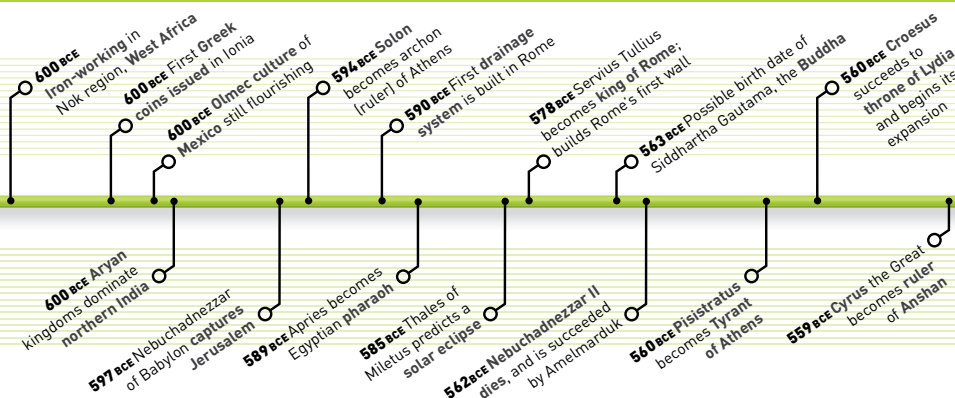 600 BCE
Iron-working in
Nok region, West Africa
600 BCE First Greek
coins issued in Ionia
600 BCE Olmec culture of
Mexico still flourishing
594 BCE Solon
becomes archon
(ruler) of Athens
590 BCE First drainage
system is built in Rome
578 BCE Servius Tullius
becomes king of Rome;
builds Rome's first wall
563 BCE Possible birth date of
Siddhartha Gautama, the Buddha
560 BCE Croesus
succeeds to
throne of Lydia
and begins its
expansion
600 BCE Aryan
kingdoms dominate
northern India
597 BCE Nebuchadnezzar
of Babylon captures
Jerusalem
589 BCE Apries becomes
Egyptian pharaoh
585 BCE Thales of
Miletus predicts a
solar eclipse
562 BCE Nebuchadnezzar II
dies, and is succeeded
by Amelmarduk
560 BCE Pisistratus
becomes Tyrant
of Athens
559 BCE Cyrus the Great
becomes ruler
of Anshan